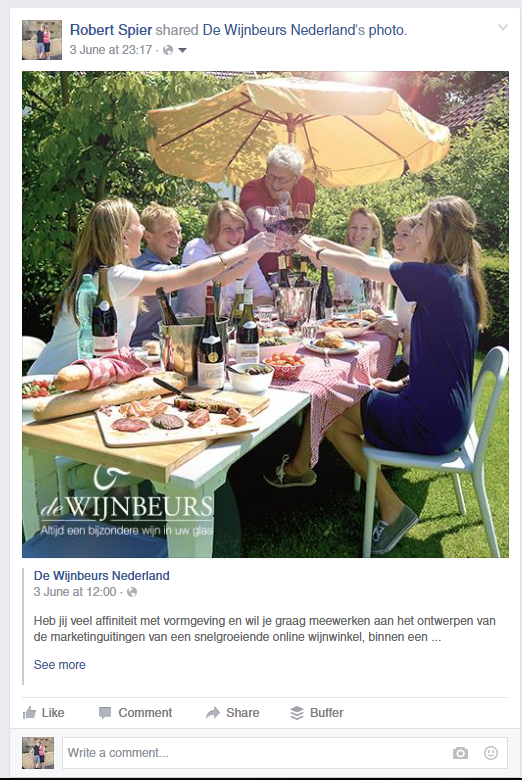 Robert Spier shared De Wijnbeurs Nederland's photo.
3 June at 23:17 ·
de WIJNBEURS
Altijd een bijzondere wijn in uw glas
De Wijnbeurs Nederland
3 June at 12:00 ·
Heb jij veel affiniteit met vormgeving en wil je graag meewerken aan het ontwerpen van
de marketinguitingen van een snelgroeiende online wijnwinkel, binnen een ...
See more
Like Comment Share Buffer
Write a comment...